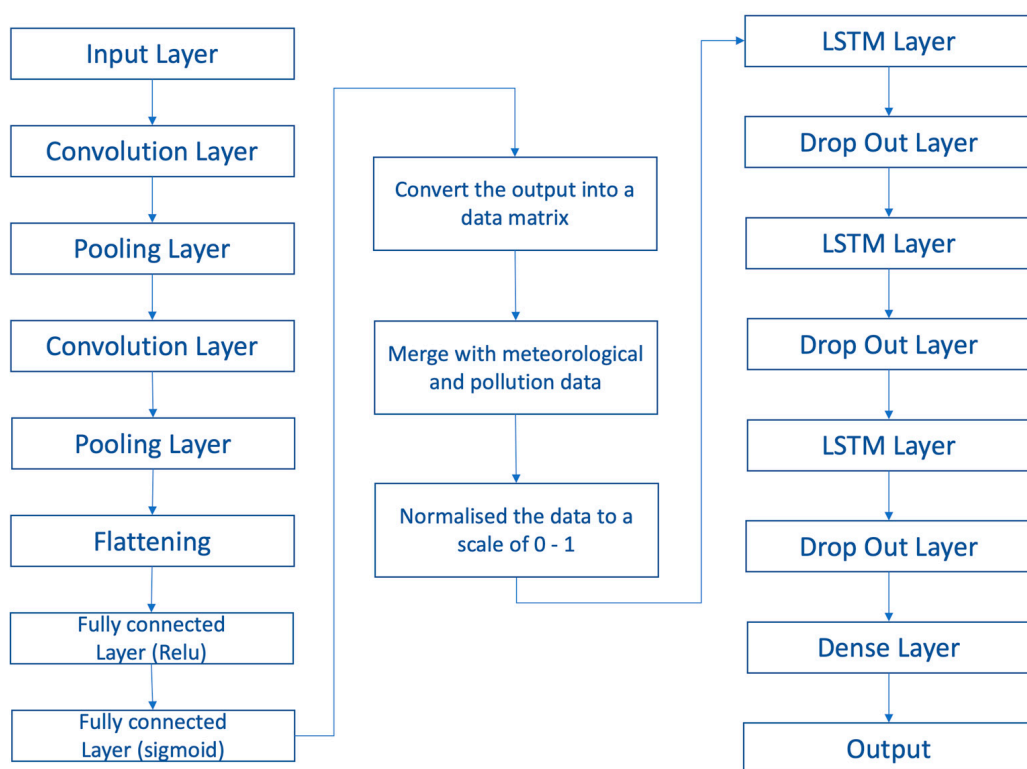 Input Layer
Convolution Layer
Pooling Layer
Convolution Layer
Pooling Layer
Flattening
Fully connected
Layer (Relu)
Fully connected
Layer (sigmoid)
Convert the output into a
data matrix
Merge with meteorological
and pollution data
Normalised the data to a
scale of 0 - 1
LSTM Layer
Drop Out Layer
LSTM Layer
Drop Out Layer
LSTM Layer
Drop Out Layer
Dense Layer
Output